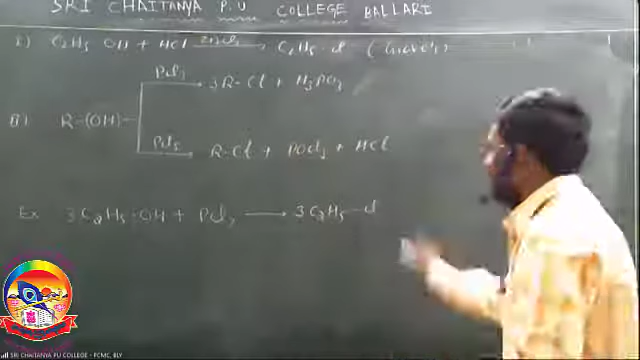 SRI CHAITANYA P.U COLLEGE BALLARI
C2H5 OH + HCl ZnCl2 → C2H5-Cl
PCl3 → 3R-Cl + H3PO3
B) R-(OH)
PCl5 → R-Cl + POCl3 + HCl
Ex 3C2H5-OH + PCl3 → 3C2H5-Cl
SRI CHAITANYA PU COLLEGE - PCMC, BLY